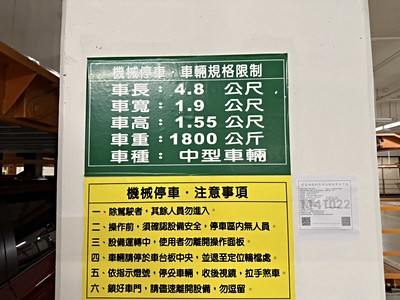 機械停車．車輛規格限制
車長：4.8 公尺
車寬：1.9 公尺
車高：1.55 公尺
車重：1800 公斤
車種：中型車輛
機械停車．注意事項
一、除駕駛者，其餘人員勿進入。
二、操作前，須確認設備安全，停車區內無人員。
三、設備運轉中，使用者勿離開操作面板。
四、車輛請停於車台板中央，並退至定位輪檔處。
五、依指示燈號，停妥車輛，收後視鏡，拉手煞車。
六、鎖好車門，請儘速離開設備，勿逗留。